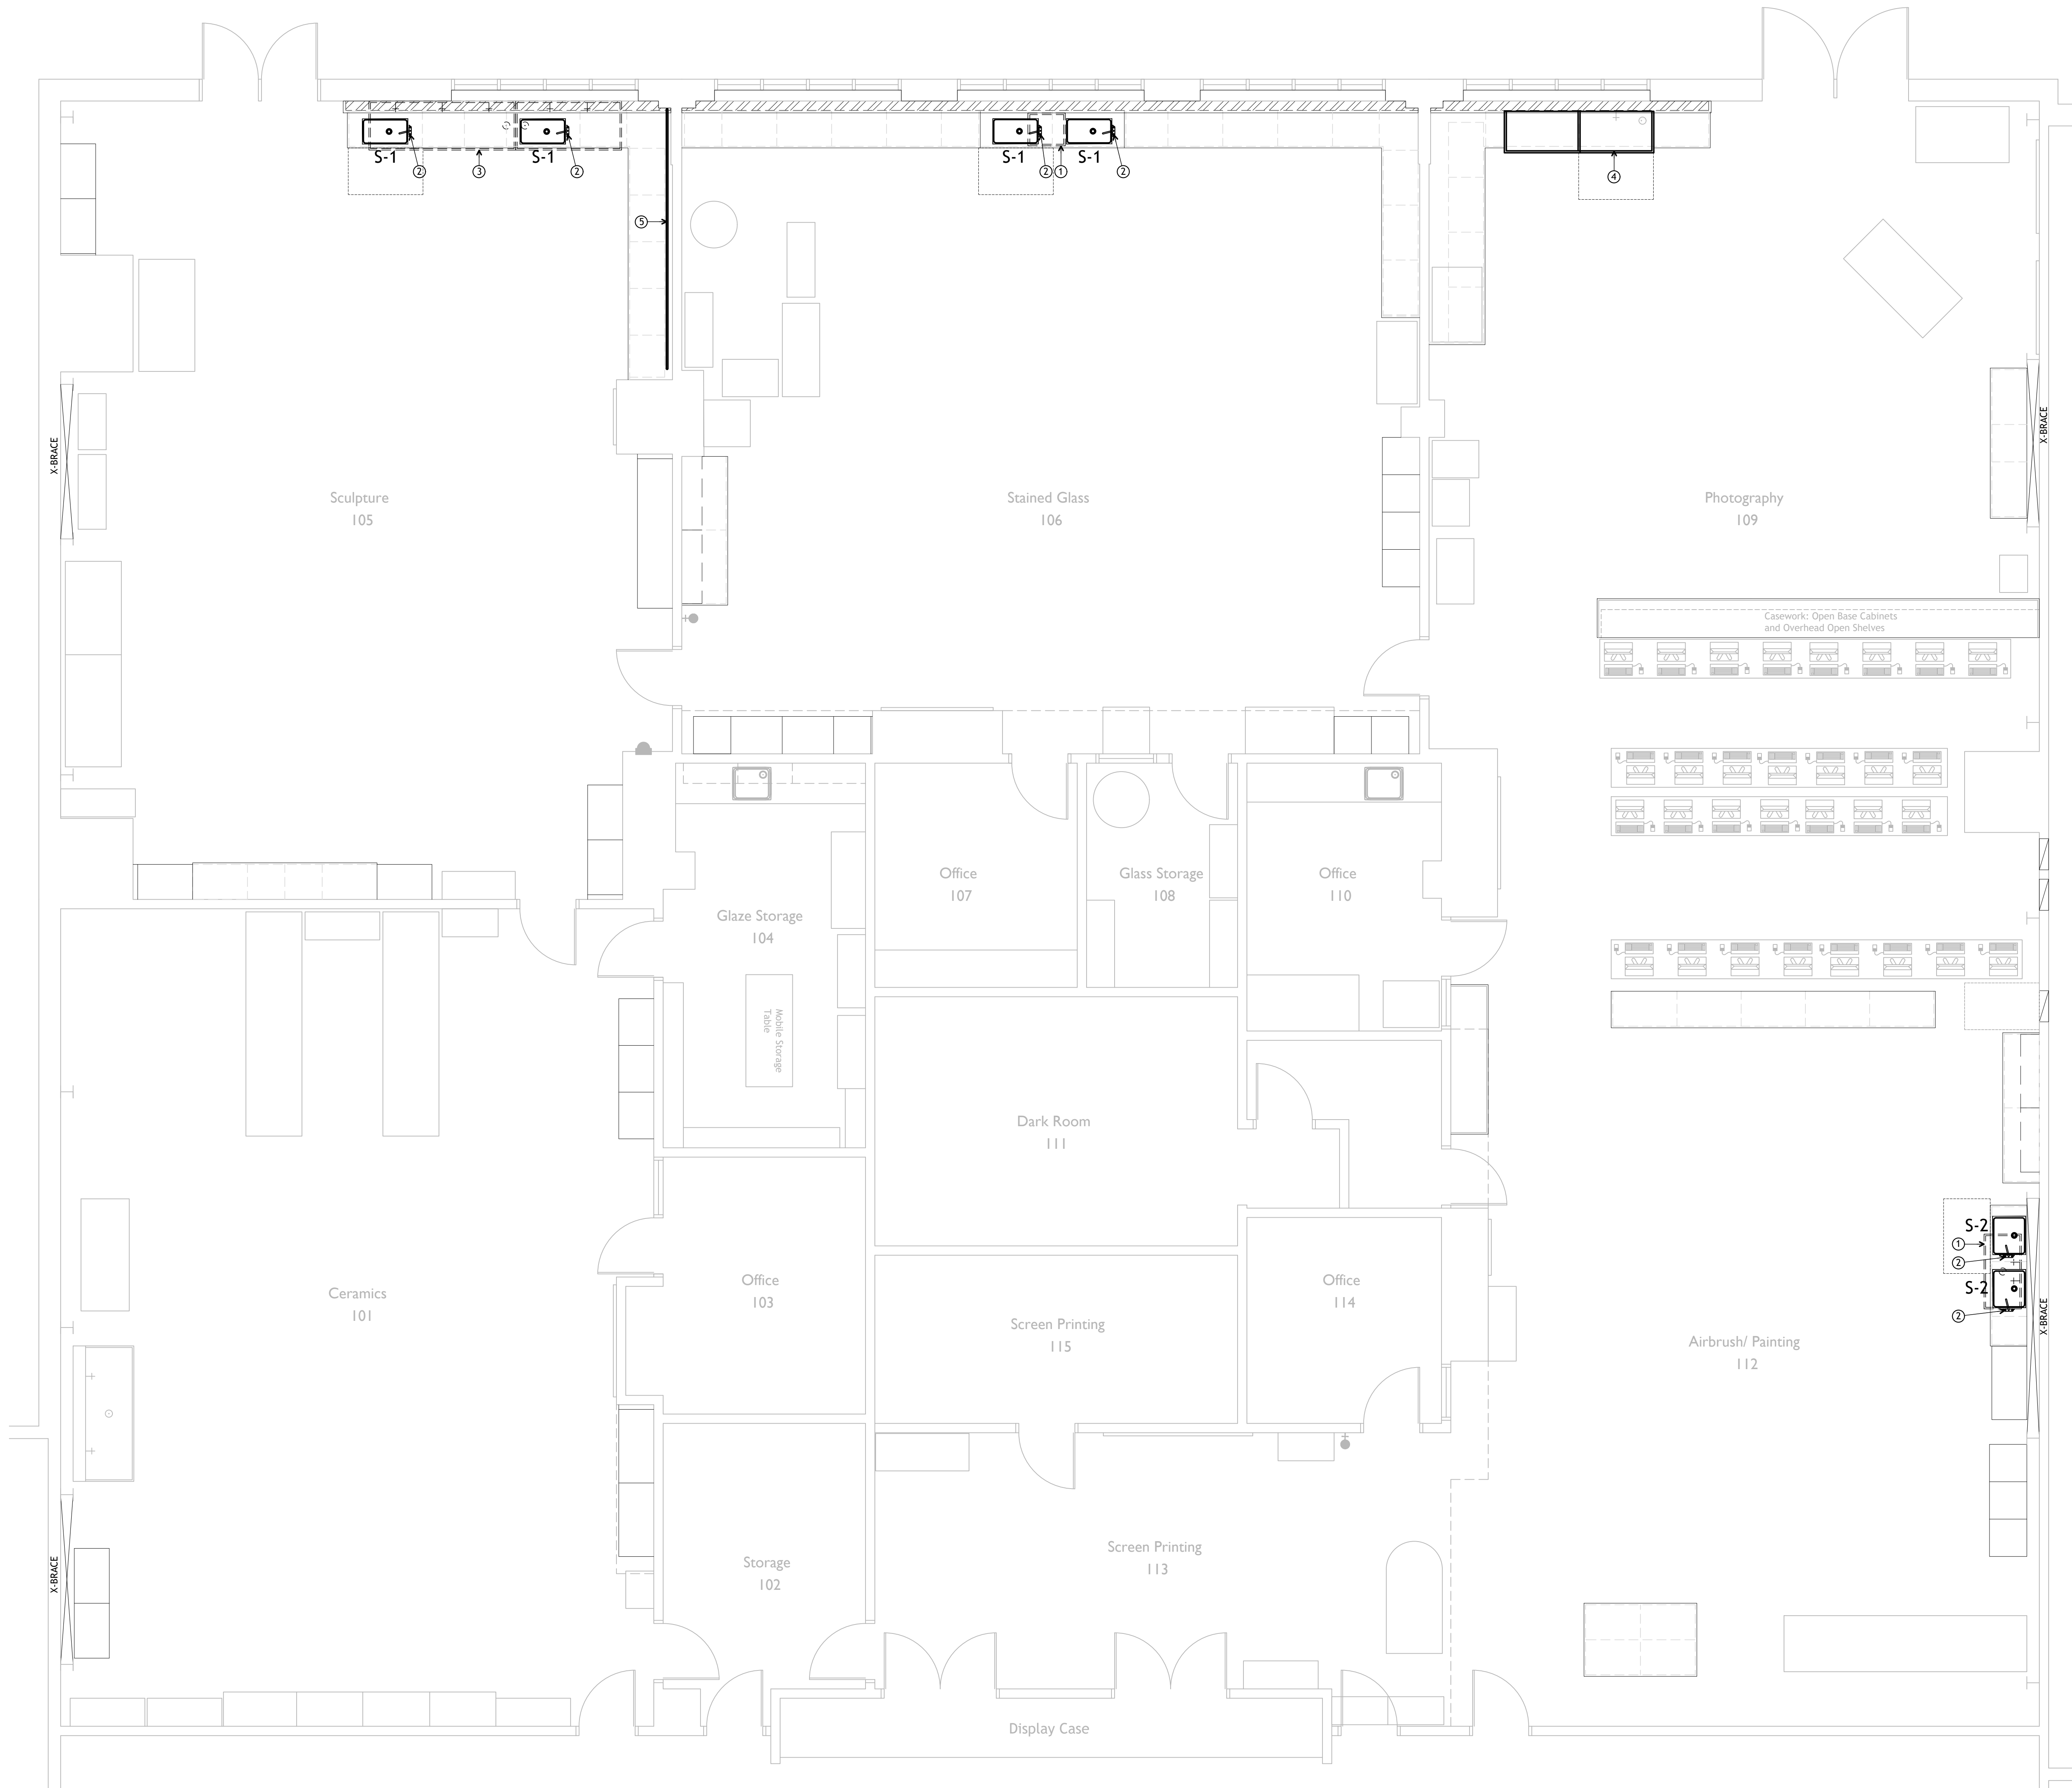 S-1
S-1
S-1
S-1
2
3
2
2
1
2
4
5
X-BRACE
X-BRACE
Sculpture
105
Stained Glass
106
Photography
109
Casework: Open Base Cabinets
and Overhead Open Shelves
Office
107
Glass Storage
108
Office
110
Glaze Storage
104
Mobile Storage
Table
Dark Room
111
S-2
1
2
S-2
2
X-BRACE
Office
103
Office
114
Ceramics
101
Screen Printing
115
Airbrush/ Painting
112
Screen Printing
113
Storage
102
X-BRACE
Display Case